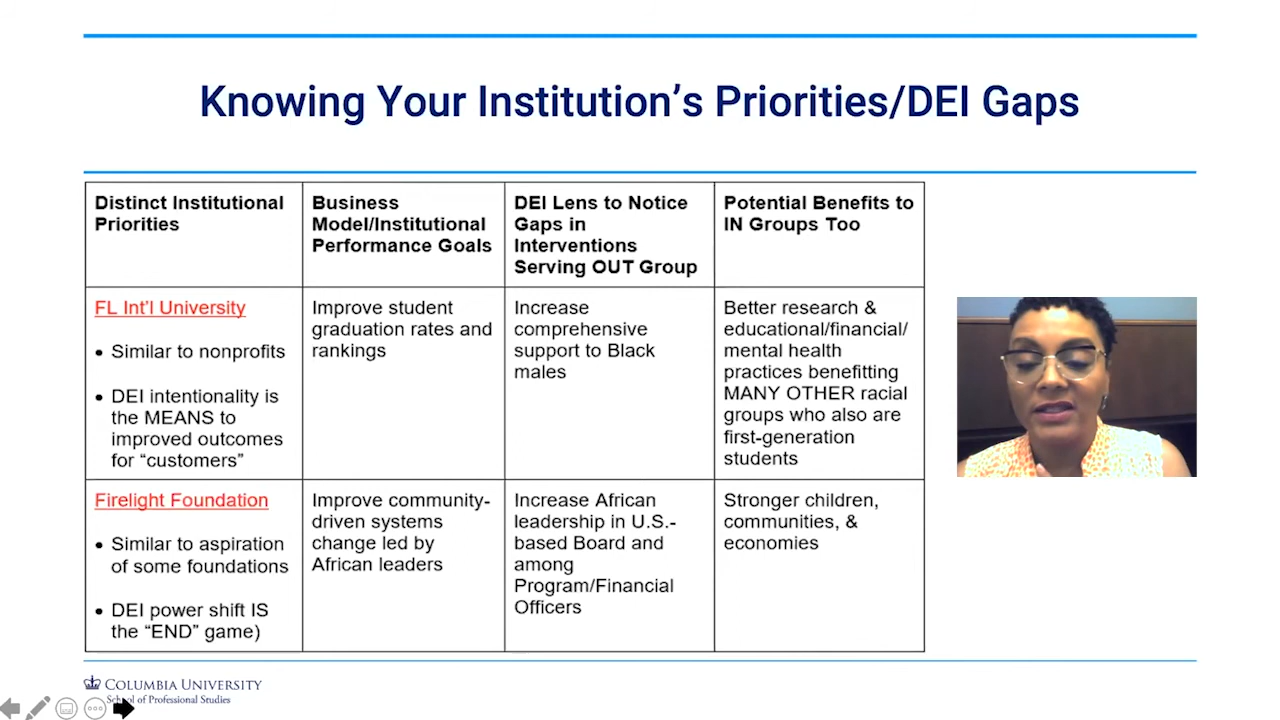 Knowing Your Institution’s Priorities/DEI Gaps
Distinct Institutional
Priorities
Business
Model/Institutional
Performance Goals
DEI Lens to Notice
Gaps in
Interventions
Serving OUT Group
Potential Benefits to
IN Groups Too
FL Int’l University
• Similar to nonprofits
• DEI intentionality is
the MEANS to
improved outcomes
for “customers”
Improve student
graduation rates and
rankings
Increase
comprehensive
support to Black
males
Better research &
educational/financial/
mental health
practices benefitting
MANY OTHER racial
groups who also are
first-generation
students
Firelight Foundation
• Similar to aspiration
of some foundations
• DEI power shift IS
the “END” game)
Improve community-
driven systems
change led by
African leaders
Increase African
leadership in U.S.-
based Board and
among
Program/Financial
Officers
Stronger children,
communities, &
economies
COLUMBIA UNIVERSITY
School of Professional Studies